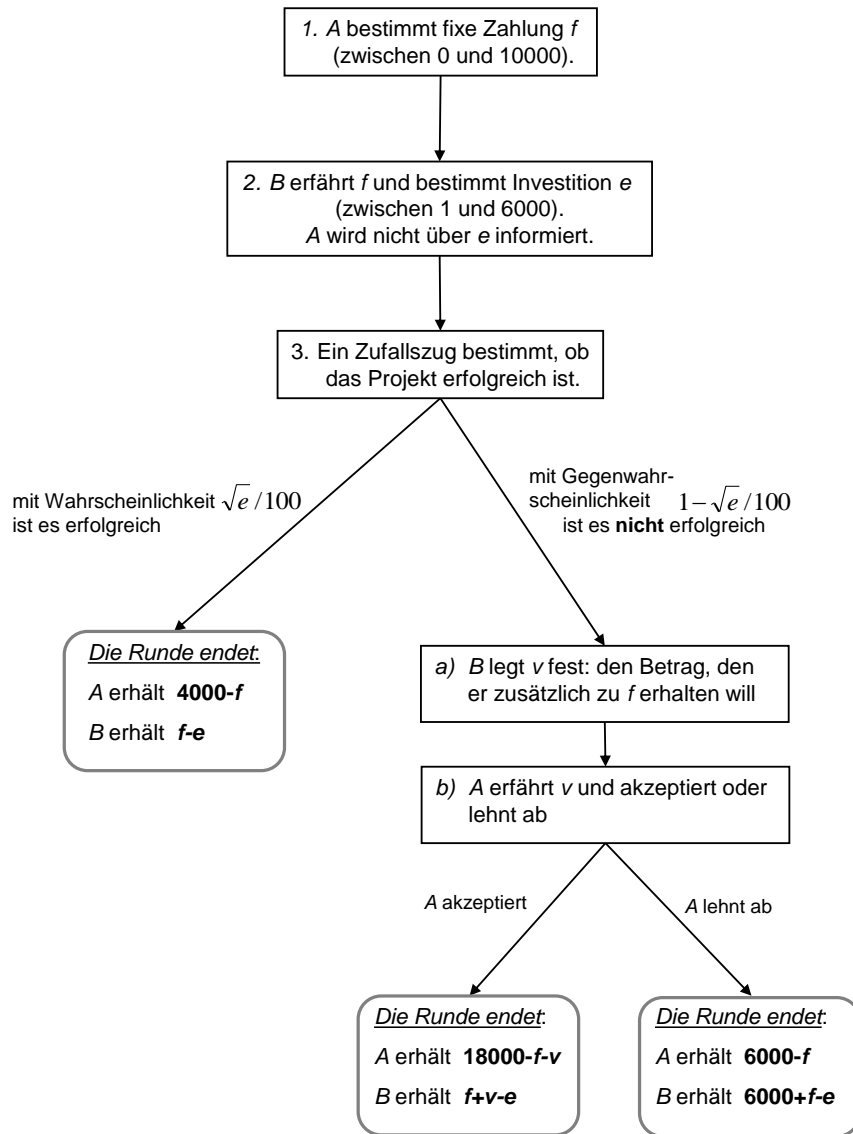 1. A bestimmt fixe Zahlung f
(zwischen 0 und 10000).
2. B erfährt f und bestimmt Investition e
(zwischen 1 und 6000).
A wird nicht über e informiert.
3. Ein Zufallszug bestimmt, ob
das Projekt erfolgreich ist.
mit Wahrscheinlichkeit √e/100
ist es erfolgreich
mit Gegenwahr-
scheinlichkeit 1−√e/100
ist es nicht erfolgreich
Die Runde endet:
A erhält 4000-f
B erhält f-e
a) B legt v fest: den Betrag, den
er zusätzlich zu f erhalten will
b) A erfährt v und akzeptiert oder
lehnt ab
A akzeptiert
A lehnt ab
Die Runde endet:
A erhält 18000-f-v
B erhält f+v-e
Die Runde endet:
A erhält 6000-f
B erhält 6000+f-e